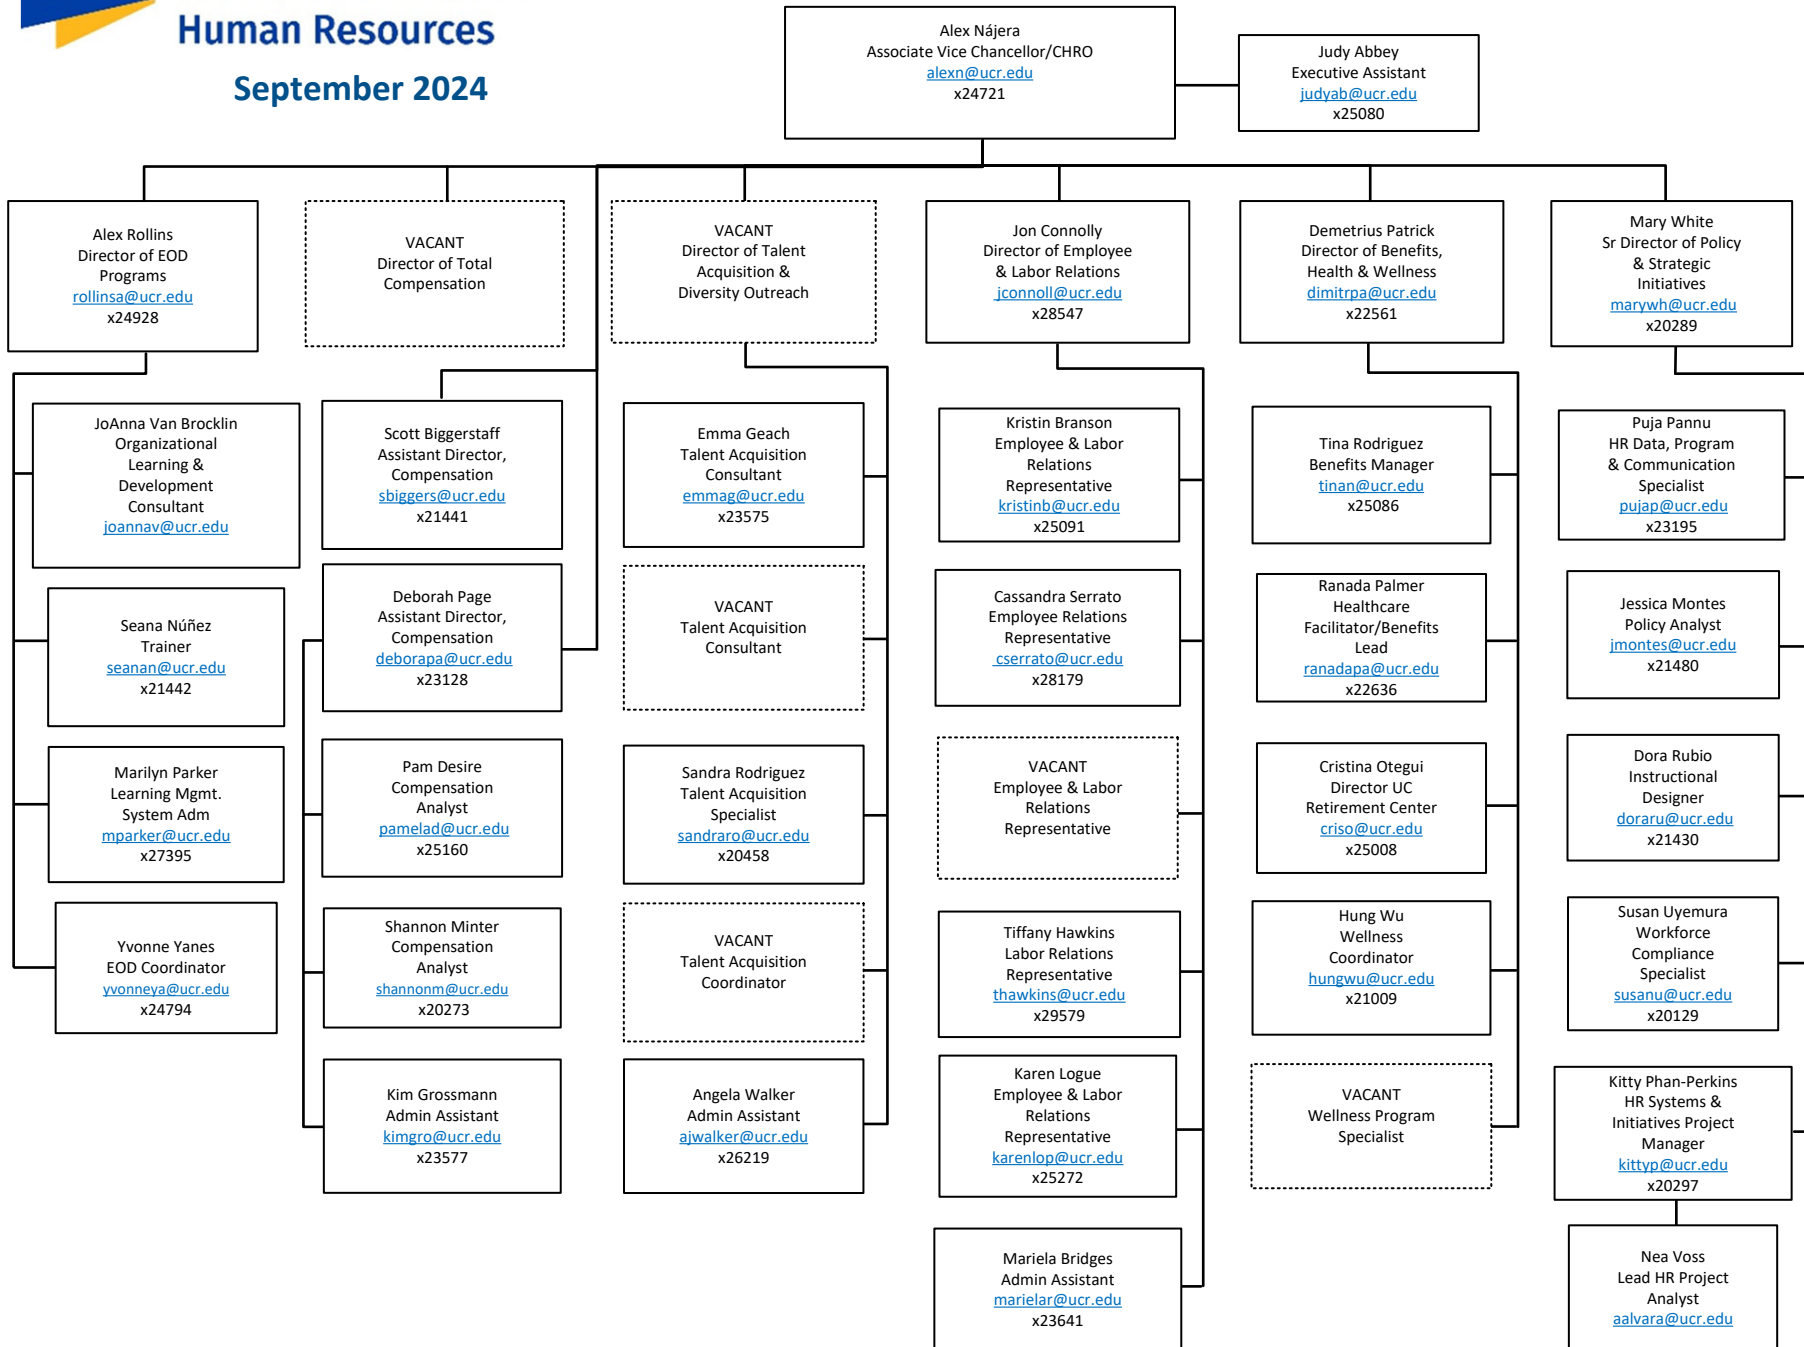 Human Resources
September 2024
Alex Nájera
Associate Vice Chancellor/CHRO
alexn@ucr.edu
x24721
Judy Abbey
Executive Assistant
judyab@ucr.edu
x25080
Alex Rollins
Director of EOD
Programs
rollinsa@ucr.edu
x24928
VACANT
Director of Total
Compensation
VACANT
Director of Talent
Acquisition &
Diversity Outreach
Jon Connolly
Director of Employee
& Labor Relations
jconnoll@ucr.edu
x28547
Demetrius Patrick
Director of Benefits,
Health & Wellness
dimitrpa@ucr.edu
x22561
Mary White
Sr Director of Policy
& Strategic
Initiatives
marywh@ucr.edu
x20289
JoAnna Van Brocklin
Organizational
Learning &
Development
Consultant
joannav@ucr.edu
Scott Biggerstaff
Assistant Director,
Compensation
sbiggers@ucr.edu
x21441
Emma Geach
Talent Acquisition
Consultant
emmag@ucr.edu
x23575
Kristin Branson
Employee & Labor
Relations
Representative
kristinb@ucr.edu
x25091
Tina Rodriguez
Benefits Manager
tinan@ucr.edu
x25086
Puja Pannu
HR Data, Program
& Communication
Specialist
pujap@ucr.edu
x23195
Seana Núñez
Trainer
seanan@ucr.edu
x21442
Deborah Page
Assistant Director,
Compensation
deborapa@ucr.edu
x23128
VACANT
Talent Acquisition
Consultant
Cassandra Serrato
Employee Relations
Representative
cserrato@ucr.edu
x28179
Ranada Palmer
Healthcare
Facilitator/Benefits
Lead
ranadapa@ucr.edu
x22636
Jessica Montes
Policy Analyst
jmontes@ucr.edu
x21480
Marilyn Parker
Learning Mgmt.
System Adm
mparker@ucr.edu
x27395
Pam Desire
Compensation
Analyst
pamelad@ucr.edu
x25160
Sandra Rodriguez
Talent Acquisition
Specialist
sandraro@ucr.edu
x20458
VACANT
Employee & Labor
Relations
Representative
Cristina Otegui
Director UC
Retirement Center
criso@ucr.edu
x25008
Dora Rubio
Instructional
Designer
doraru@ucr.edu
x21430
Yvonne Yanes
EOD Coordinator
yvonneya@ucr.edu
x24794
Shannon Minter
Compensation
Analyst
shannonm@ucr.edu
x20273
VACANT
Talent Acquisition
Coordinator
Tiffany Hawkins
Labor Relations
Representative
thawkins@ucr.edu
x29579
Hung Wu
Wellness
Coordinator
hungwu@ucr.edu
x21009
Susan Uyemura
Workforce
Compliance
Specialist
susanu@ucr.edu
x20129
Kim Grossmann
Admin Assistant
kimgro@ucr.edu
x23577
Angela Walker
Admin Assistant
ajwalker@ucr.edu
x26219
Karen Logue
Employee & Labor
Relations
Representative
karenlop@ucr.edu
x25272
VACANT
Wellness Program
Specialist
Kitty Phan-Perkins
HR Systems &
Initiatives Project
Manager
kittyp@ucr.edu
x20297
Mariela Bridges
Admin Assistant
marielar@ucr.edu
x23641
Nea Voss
Lead HR Project
Analyst
aalvara@ucr.edu